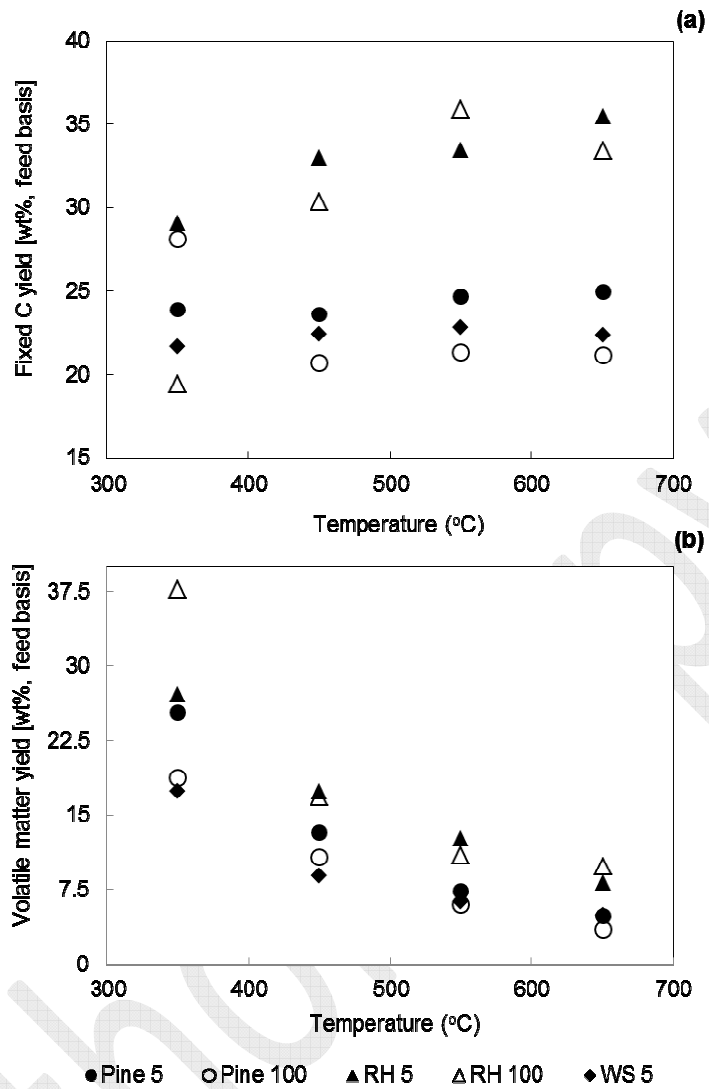 (a)
Fixed C yield [wt%, feed basis]
40
35
30
25
20
15
300 400 500 600 700
Temperature (°C)
(b)
Volatile matter yield [wt%, feed basis]
37.5
30
22.5
15
7.5
0
300 400 500 600 700
Temperature (°C)
Pine 5 Pine 100 RH 5 RH 100 WS 5